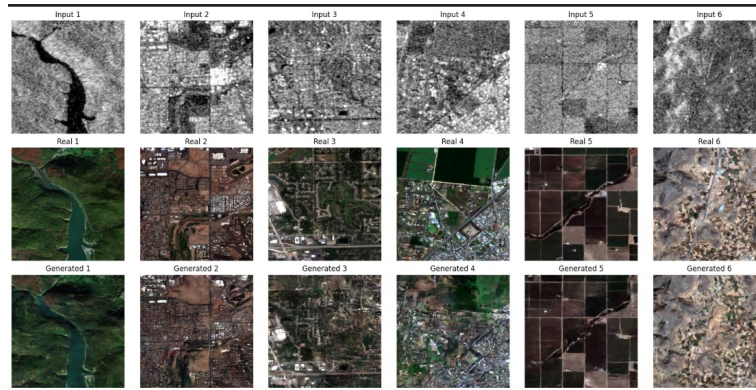 Input 1 Input 2 Input 3 Input 4 Input 5 Input 6
Real 1 Real 2 Real 3 Real 4 Real 5 Real 6
Generated 1 Generated 2 Generated 3 Generated 4 Generated 5 Generated 6